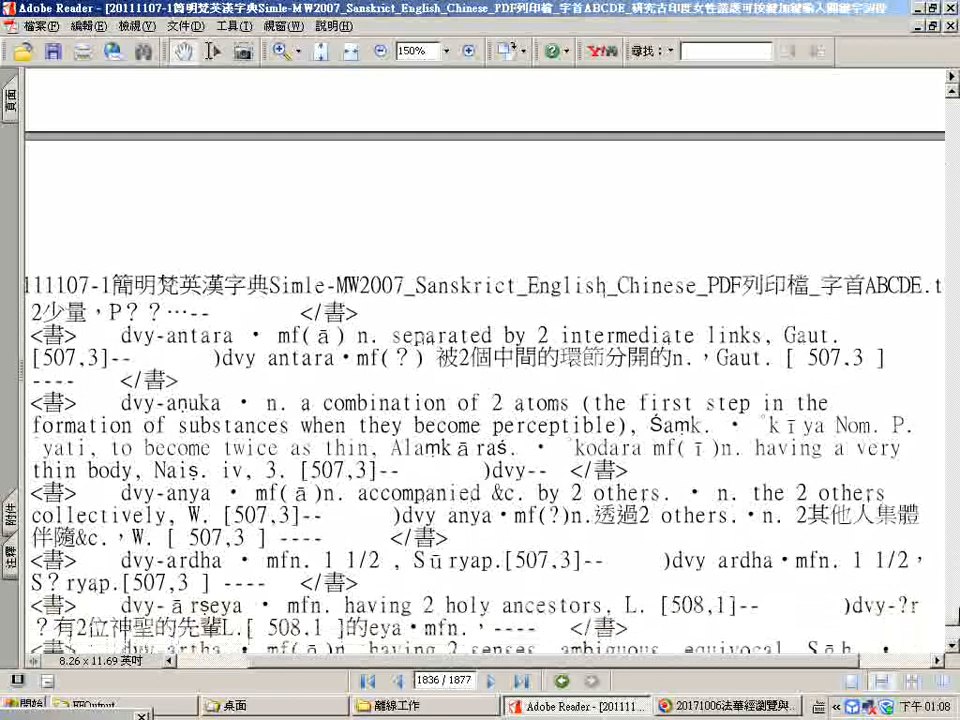 Adobe Reader - [20111107-1簡明梵英漢字典Simle-MW2007_Sanskrict_English_Chinese_PDF列印檔_字首ABCDE_研究古印度女性議題可按鍵輸入關鍵字詞搜
檔案(F) 編輯(E) 檢視(V) 文件(D) 工具(T) 視窗(W) 說明(H)
150% 尋找:
頁面
111107-1簡明梵英漢字典Simle-MW2007_Sanskrict_English_Chinese_PDF列印檔_字首ABCDE.t
2少量，P？？…-- </書>
<書> dvy-antara • mf(ā) n. separated by 2 intermediate links, Gaut.
[507,3]-- )dvy antara•mf(？) 被2個中間的環節分開的n.，Gaut. [ 507.3 ]
---- </書>
<書> dvy-aṇuka • n. a combination of 2 atoms (the first step in the
formation of substances when they become perceptible), Śaṃk. • ˚kīya Nom. P.
˚yati, to become twice as thin, Alaṃkāraś. • ˚kodara mf(ī)n. having a very
thin body, Naiṣ. iv, 3. [507,3]-- )dvy-- </書>
<書> dvy-anya • mf(ā)n. accompanied &c. by 2 others. • n. the 2 others
collectively, W. [507,3]-- )dvy anya•mf(?)n.透過2 others.•n. 2其他人集體
伴隨&c.，W. [ 507,3 ] ---- </書>
<書> dvy-ardha • mfn. 1 1/2 , Sūryap.[507,3]-- )dvy ardha•mfn. 1 1/2，
S？ryap.[507,3 ] ---- </書>
<書> dvy-ārṣeya • mfn. having 2 holy ancestors, L. [508,1]-- )dvy-?r
？有2位神聖的先輩L.[ 508.1 ]的eya•mfn.，---- </書>
<書> dvy-artha • mf(ā)n. having 2 senses, ambiguous, equivocal, Sāh. •
附件
注釋
8.26 x 11.69 英吋
1836 / 1877
開始 FFOutput 桌面 離線工作 Adobe Reader - [20111... 20171006法華經瀏覽與... 下午 01:08